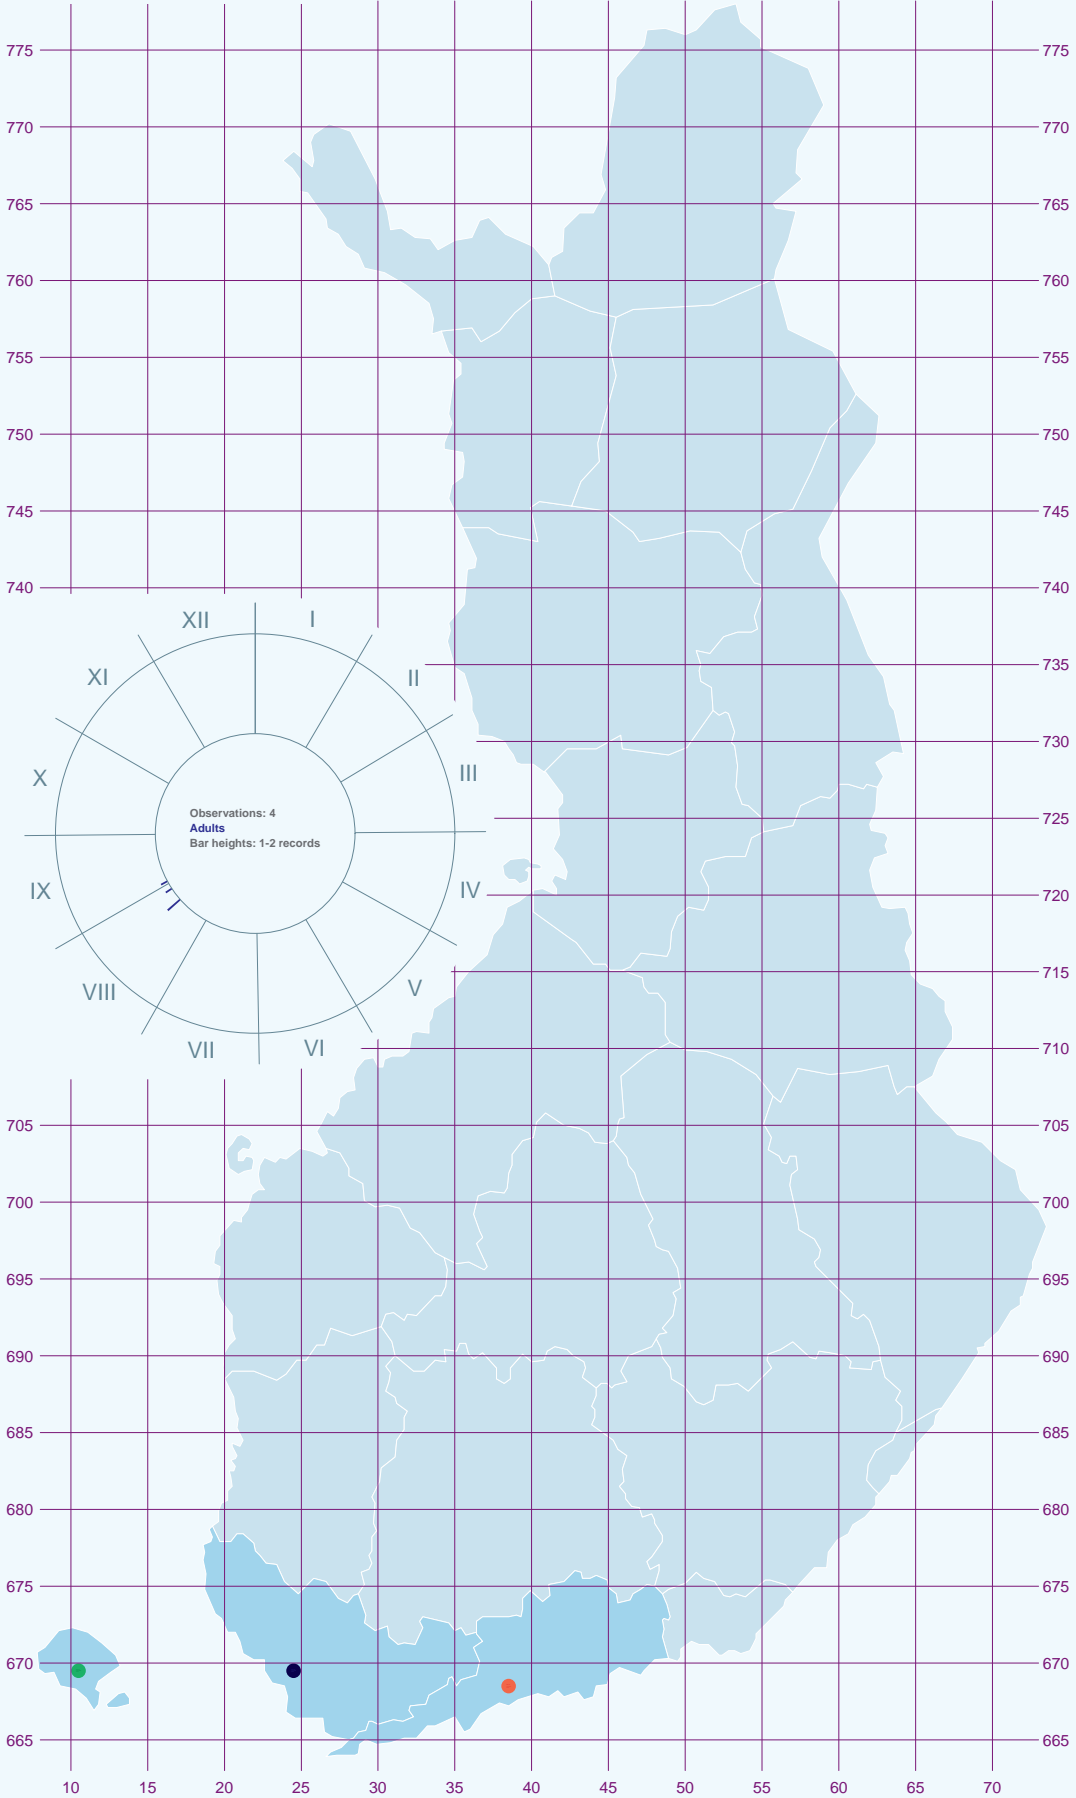 775 775
770 770
765 765
760 760
755 755
750 750
745 745
740 740
XII I
735
XI II
730
X III
Observations: 4
725
Adults
Bar heights: 1-2 records
IX IV
720
715
VIII V
VII VI
710
705 705
700 700
695 695
690 690
685 685
680 680
675 675
670 670
665 665
10 15 20 25 30 35 40 45 50 55 60 65 70